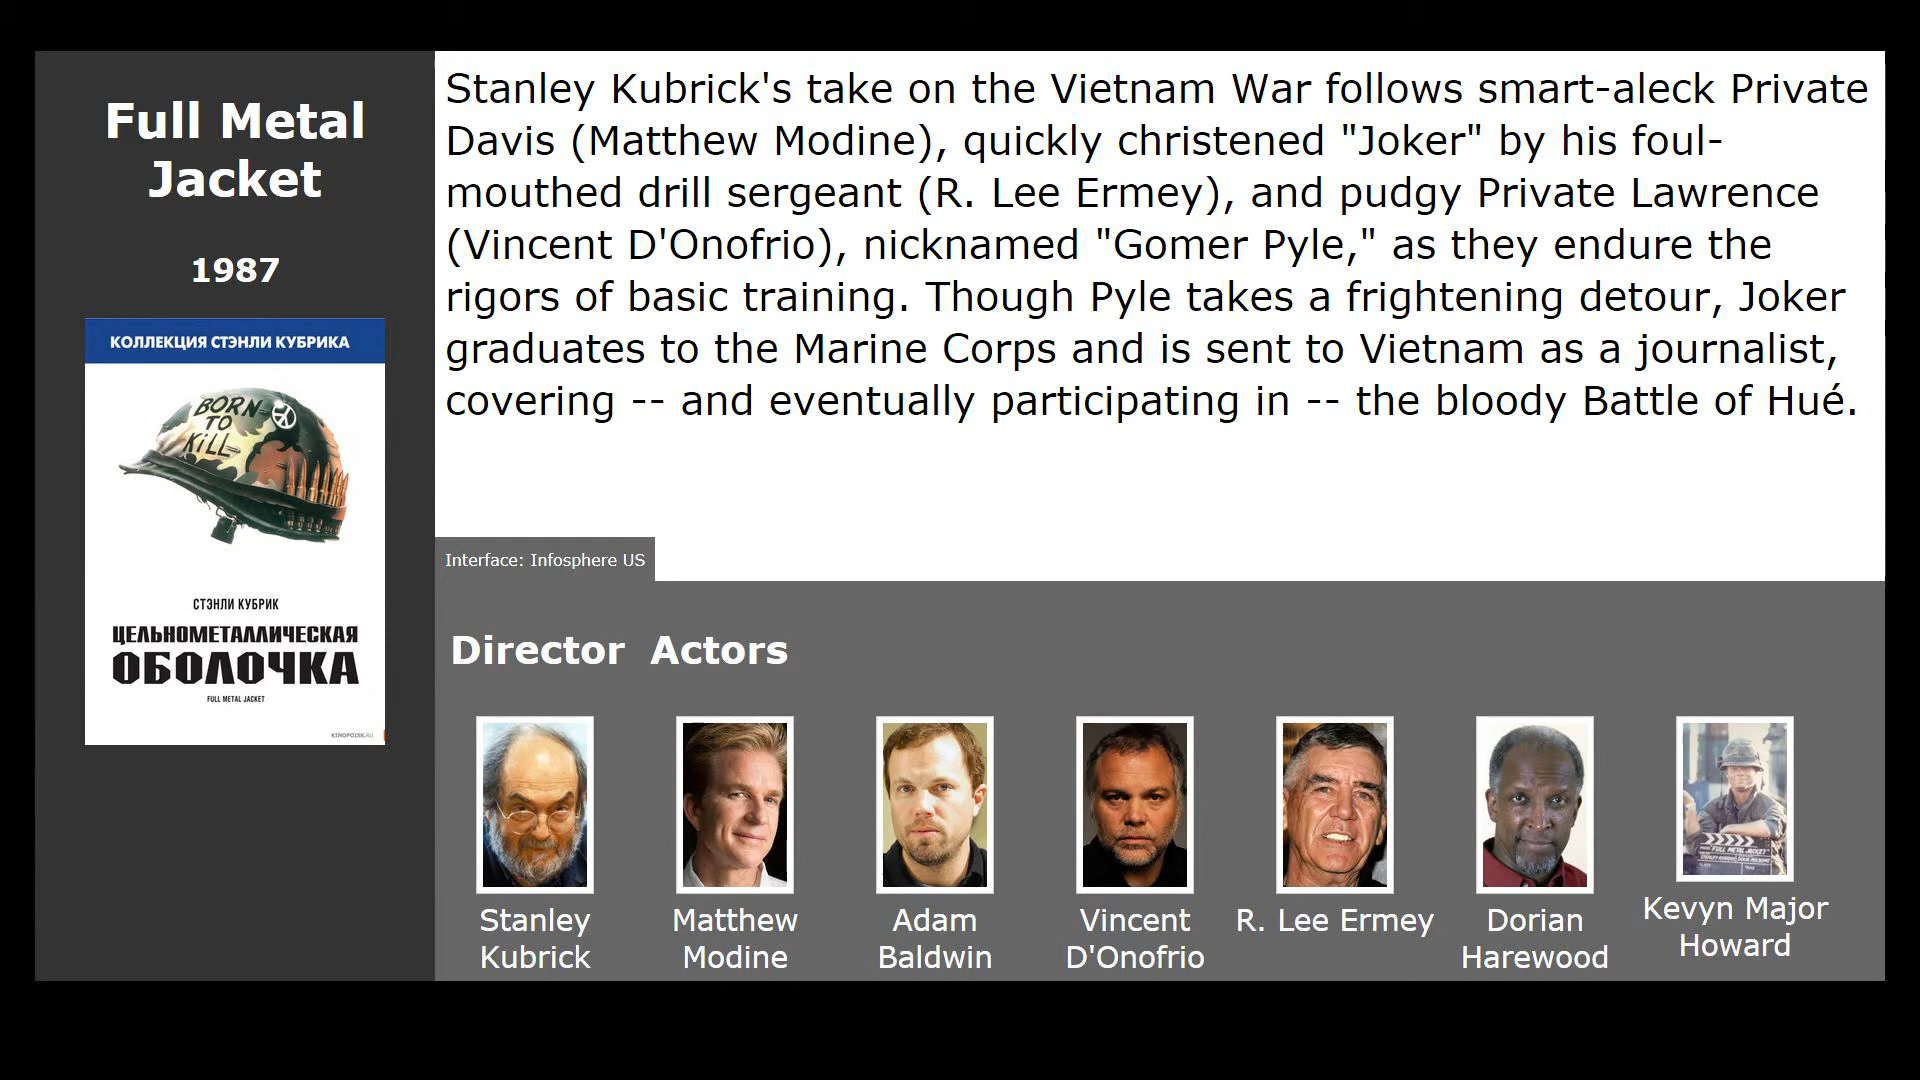 Full Metal
Jacket
1987
КОЛЛЕКЦИЯ СТЭНЛИ КУБРИКА
BORN
TO
KILL
СТЭНЛИ КУБРИК
ЦЕЛЬНОМЕТАЛЛИЧЕСКАЯ
ОБОЛОЧКА
FULL METAL JACKET
KINOPOISK.RU
Stanley Kubrick's take on the Vietnam War follows smart-aleck Private
Davis (Matthew Modine), quickly christened "Joker" by his foul-
mouthed drill sergeant (R. Lee Ermey), and pudgy Private Lawrence
(Vincent D'Onofrio), nicknamed "Gomer Pyle," as they endure the
rigors of basic training. Though Pyle takes a frightening detour, Joker
graduates to the Marine Corps and is sent to Vietnam as a journalist,
covering -- and eventually participating in -- the bloody Battle of Hué.
Interface: Infosphere US
Director Actors
"FULL METAL JACKET"
Stanley
Kubrick
Matthew
Modine
Adam
Baldwin
Vincent
D'Onofrio
R. Lee Ermey
Dorian
Harewood
Kevyn Major
Howard